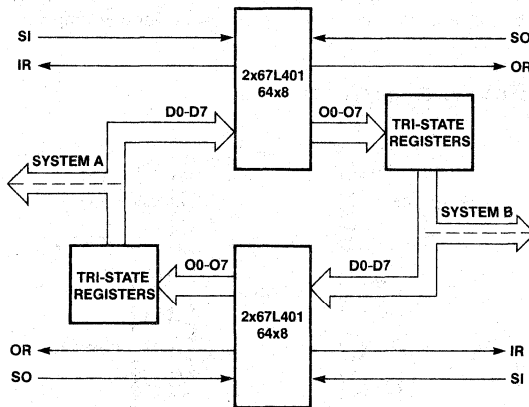 SI
SO
IR
OR
2x67L401
64x8
D0-D7
O0-O7
TRI-STATE
REGISTERS
SYSTEM A
SYSTEM B
TRI-STATE
REGISTERS
O0-O7
D0-D7
2x67L401
64x8
OR
IR
SO
SI